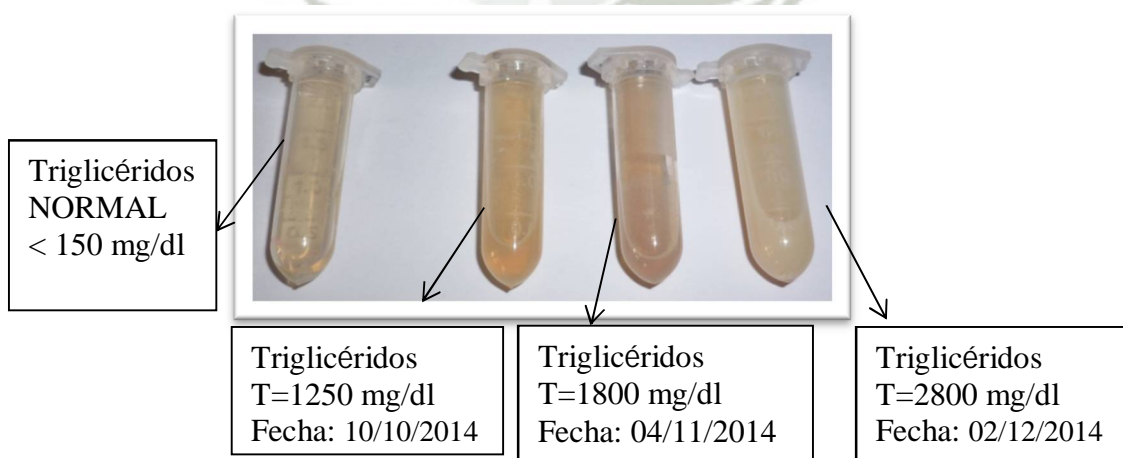 Triglicéridos
NORMAL
< 150 mg/dl
Triglicéridos
T=1250 mg/dl
Fecha: 10/10/2014
Triglicéridos
T=1800 mg/dl
Fecha: 04/11/2014
Triglicéridos
T=2800 mg/dl
Fecha: 02/12/2014